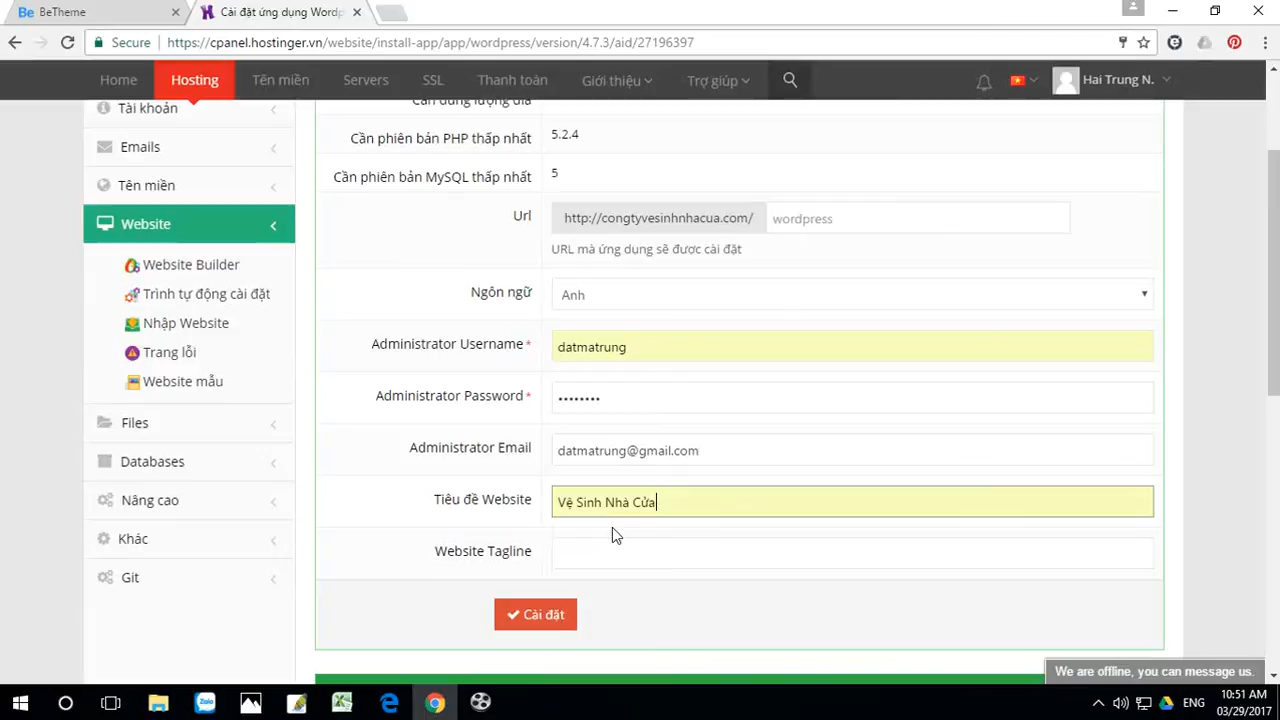 BeTheme
Cài đặt ứng dụng Wordp
Secure
https://cpanel.hostinger.vn/website/install-app/app/wordpress/version/4.7.3/aid/27196397
Home
Hosting
Tên miền
Servers
SSL
Thanh toán
Giới thiệu
Trợ giúp
Hai Trung N.
Tài khoản
Emails
Tên miền
Website
Website Builder
Trình tự động cài đặt
Nhập Website
Trang lỗi
Website mẫu
Files
Databases
Nâng cao
Khác
Git
Cần dung lượng đĩa
Cần phiên bản PHP thấp nhất
5.2.4
Cần phiên bản MySQL thấp nhất
5
Url
http://congtyvesinhnhacua.com/
wordpress
URL mà ứng dụng sẽ được cài đặt
Ngôn ngữ
Anh
Administrator Username*
datmatrung
Administrator Password*
••••••••
Administrator Email
datmatrung@gmail.com
Tiêu đề Website
Vệ Sinh Nhà Cửa
Website Tagline
Cài đặt
We are offline, you can message us.
Zalo
ENG
10:51 AM
03/29/2017